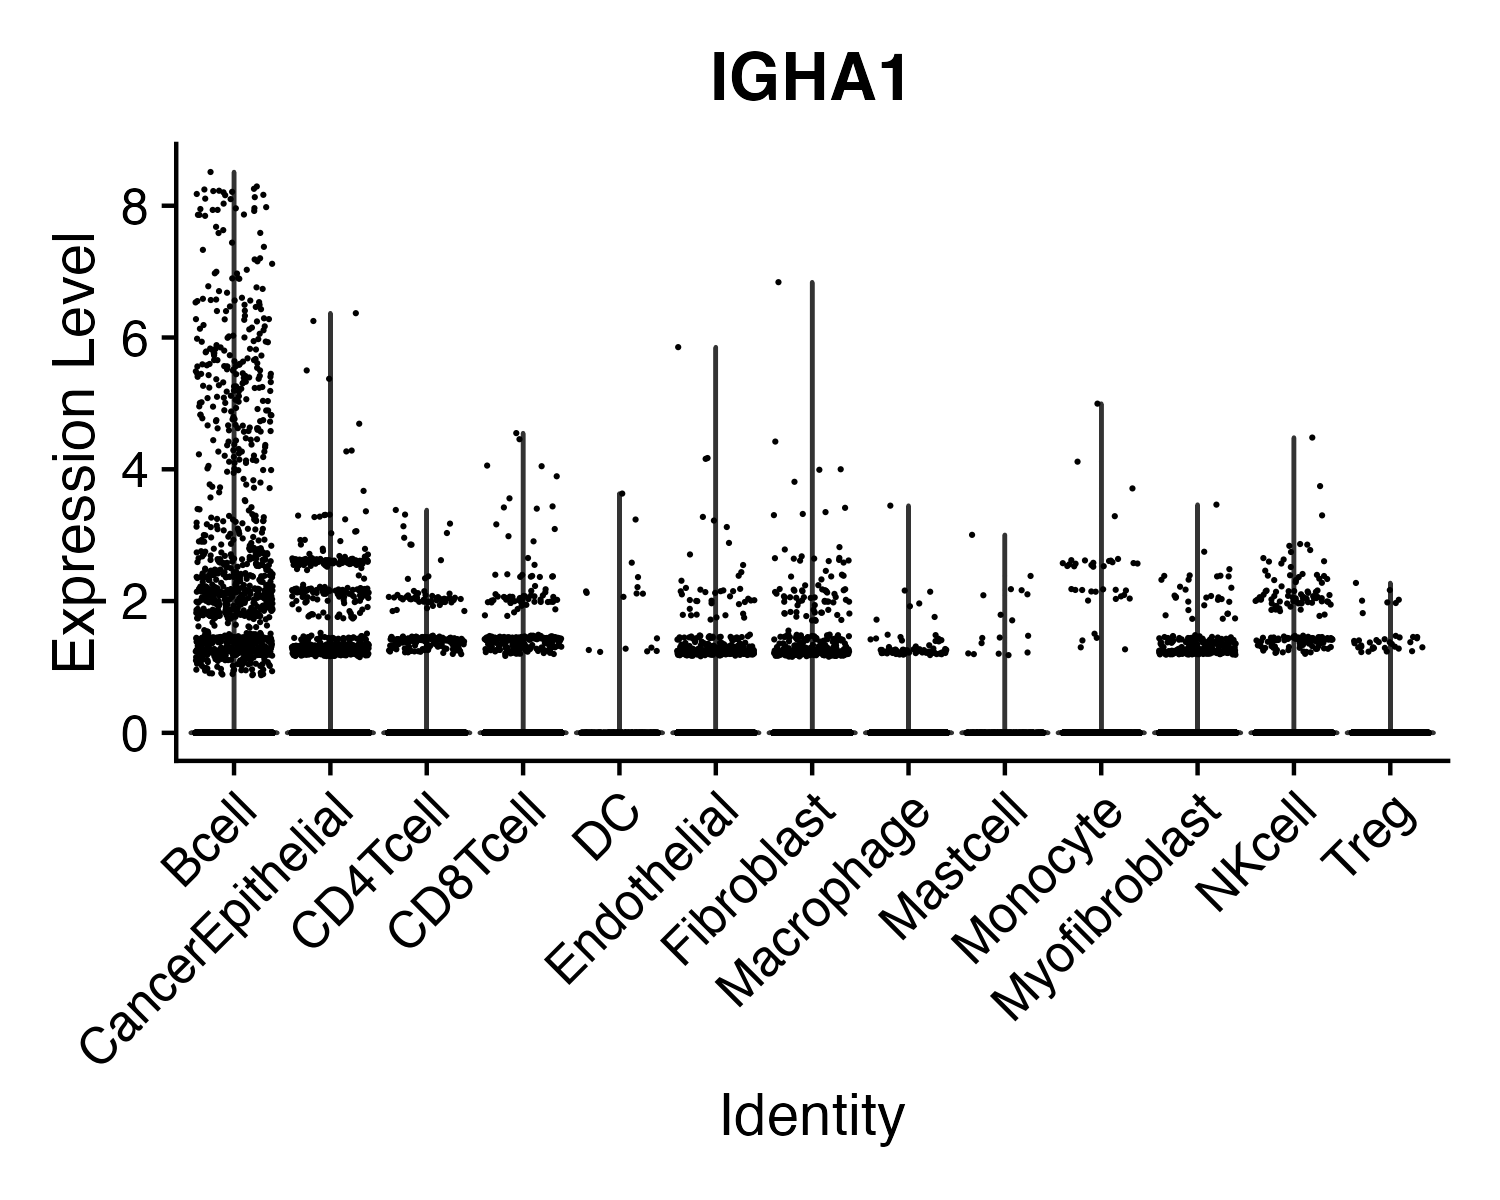 IGHA1
Expression Level
8
6
4
2
0
Bcell
CancerEpithelial
CD4Tcell
CD8Tcell
DC
Endothelial
Fibroblast
Macrophage
Mastcell
Monocyte
Myofibroblast
NKcell
Treg
Identity